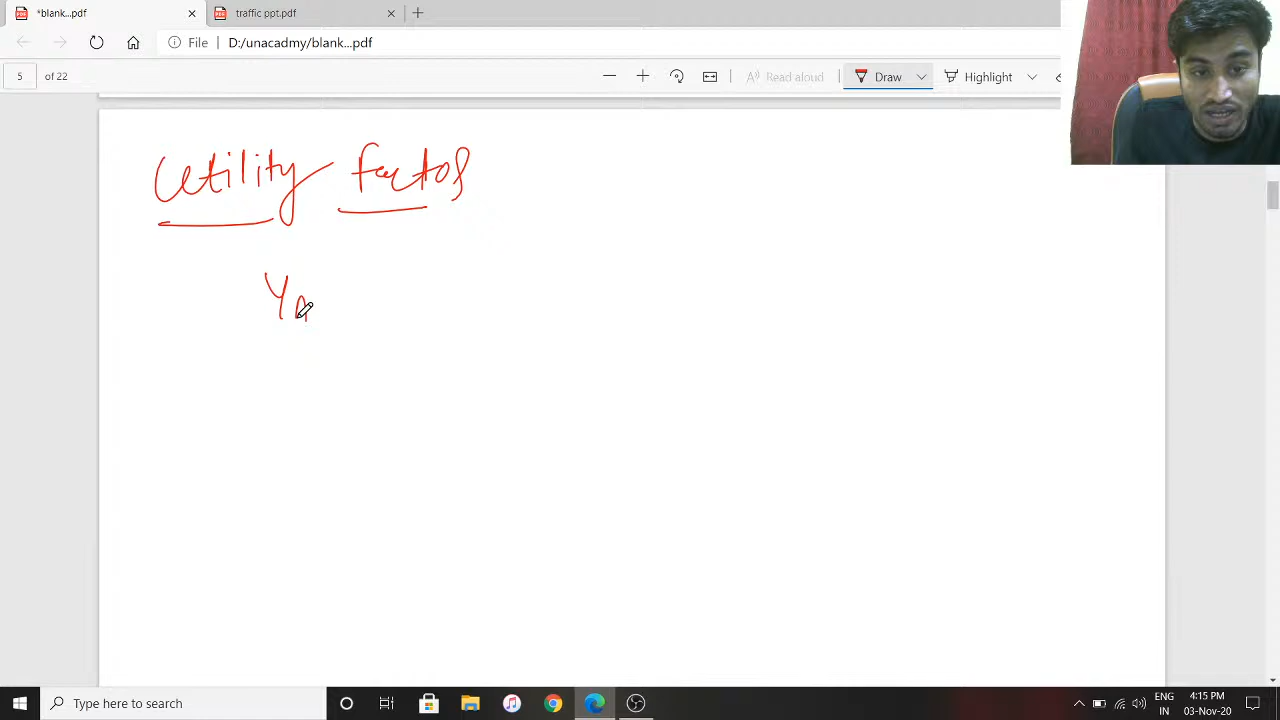 *blank...pdf
traffic ppt.pdf
File D:/unacadmy/blank...pdf
5 of 22 Read aloud Draw Highlight
Utility factor
Type here to search
ENG
IN
4:15 PM
03-Nov-20